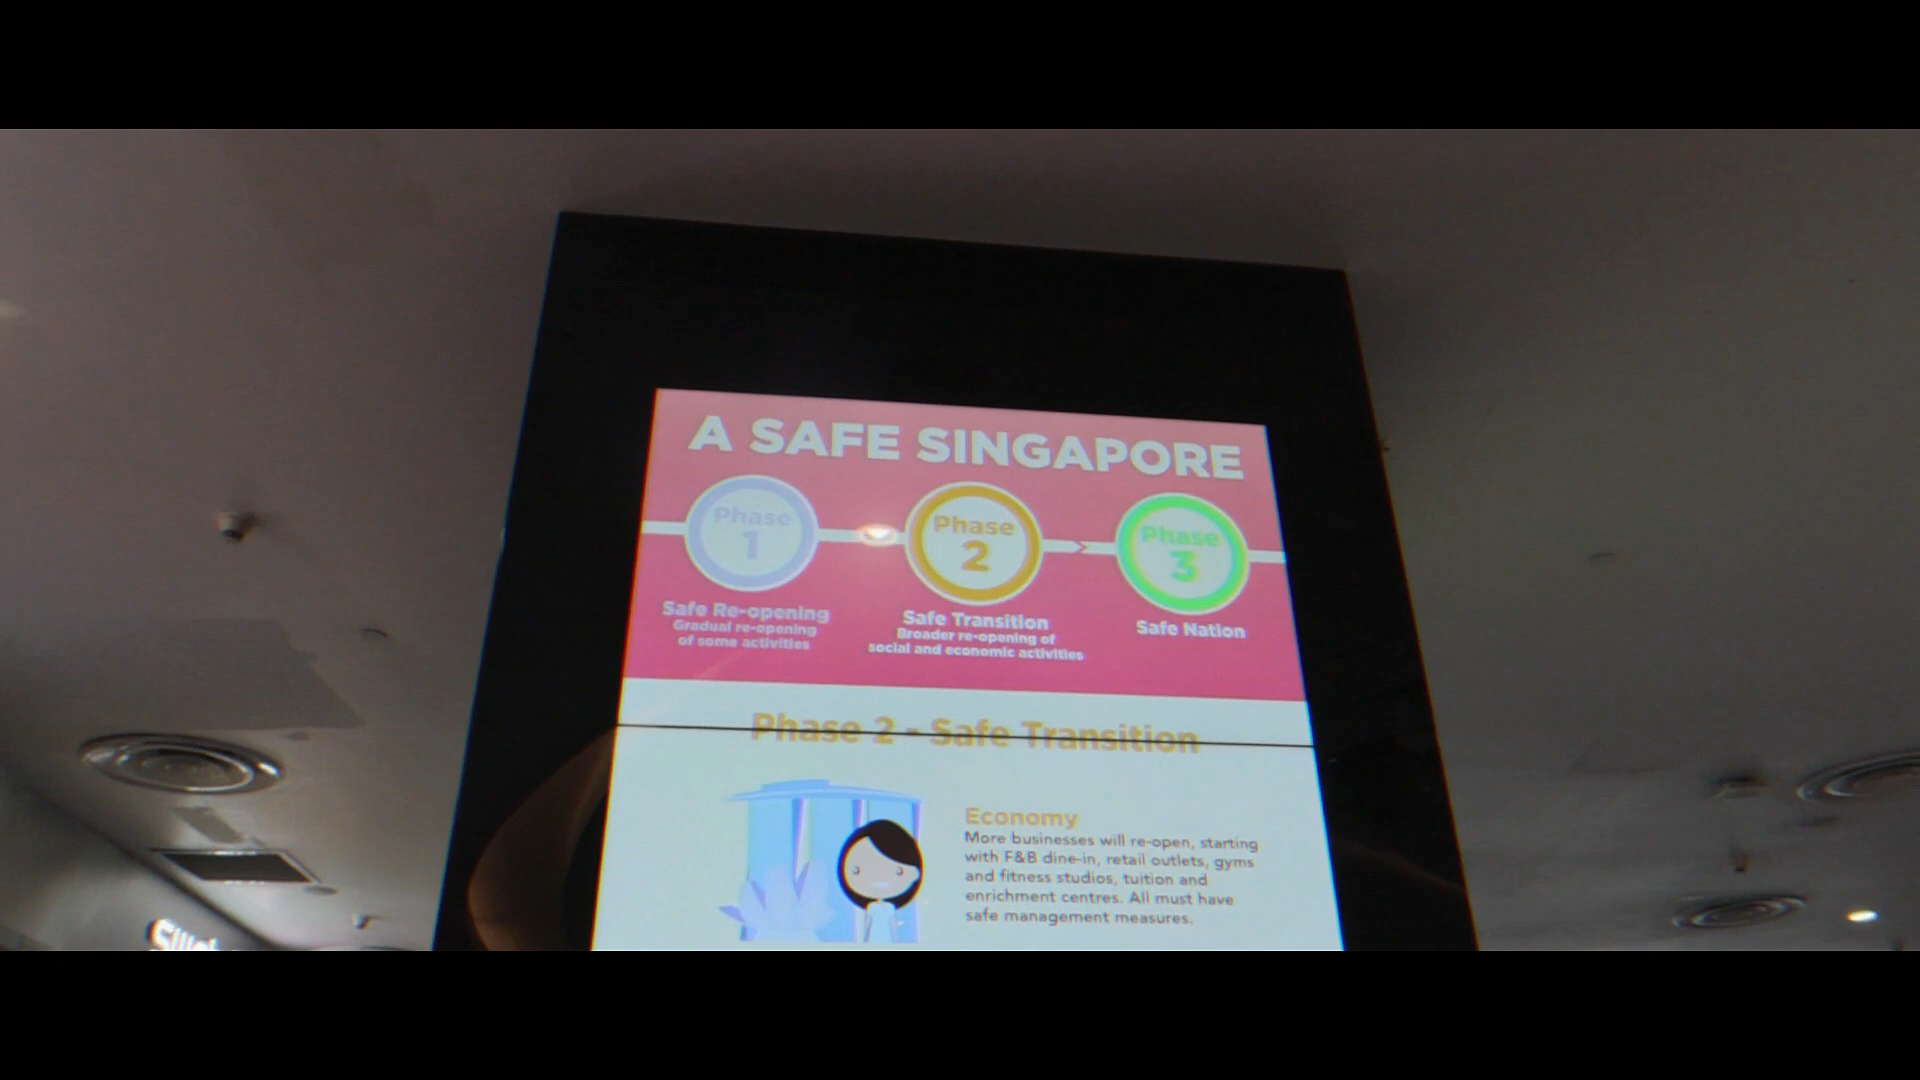 A SAFE SINGAPORE
Phase
1
Phase
2
Phase
3
Safe Re-opening
Gradual re-opening
of some activities
Safe Transition
Broader re-opening of
social and economic activities
Safe Nation
Phase 2 - Safe Transition
Economy
More businesses will re-open, starting
with F&B dine-in, retail outlets, gyms
and fitness studios, tuition and
enrichment centres. All must have
safe management measures.